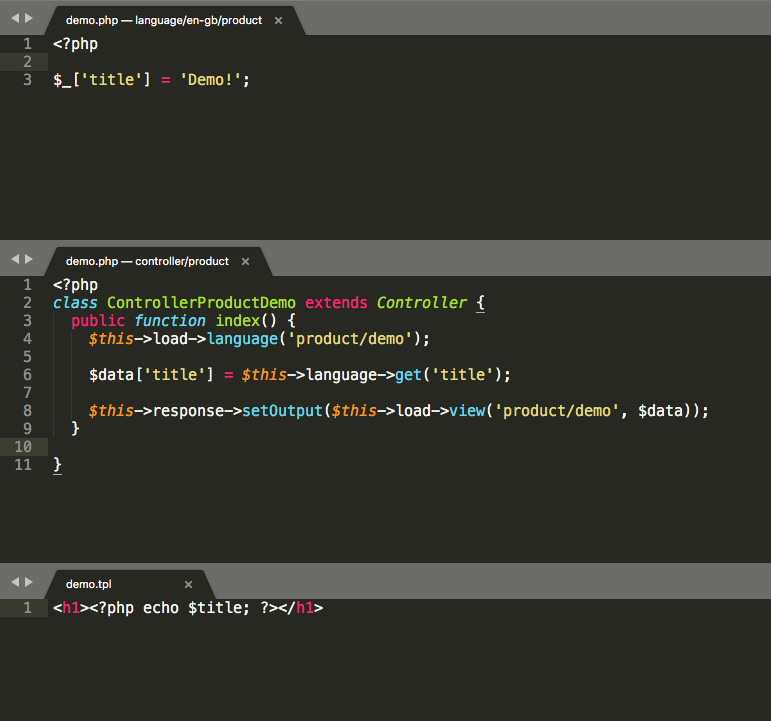 demo.php — language/en-gb/product ×
1 <?php
2
3 $_['title'] = 'Demo!';
demo.php — controller/product ×
1 <?php
2 class ControllerProductDemo extends Controller {
3   public function index() {
4     $this->load->language('product/demo');
5
6     $data['title'] = $this->language->get('title');
7
8     $this->response->setOutput($this->load->view('product/demo', $data));
9   }
10
11 }
demo.tpl ×
1 <h1><?php echo $title; ?></h1>